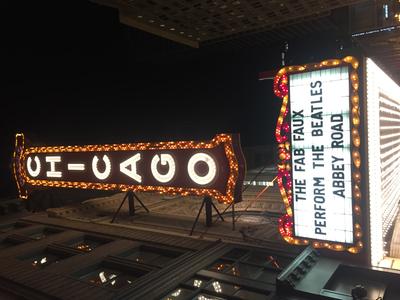 CHICAGO
THE FAB FAUX
PERFORM THE BEATLES
ABBEY ROAD